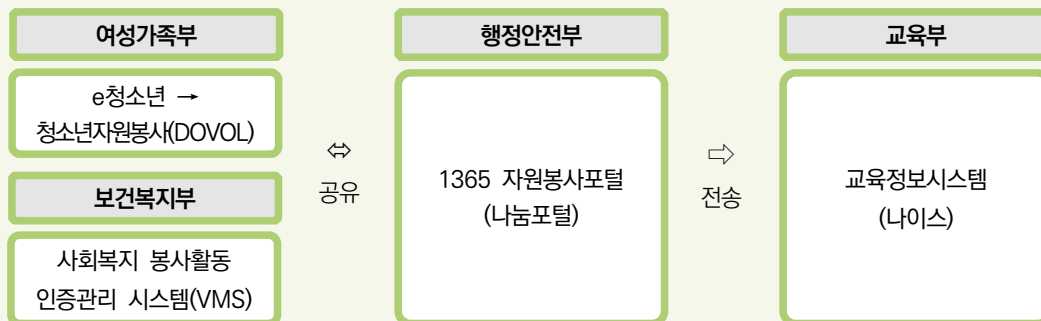 여성가족부
e청소년 →
청소년자원봉사(DOVOL)
보건복지부
사회복지 봉사활동
인증관리 시스템(VMS)
⇔
공유
행정안전부
1365 자원봉사포털
(나눔포털)
⇨
전송
교육부
교육정보시스템
(나이스)